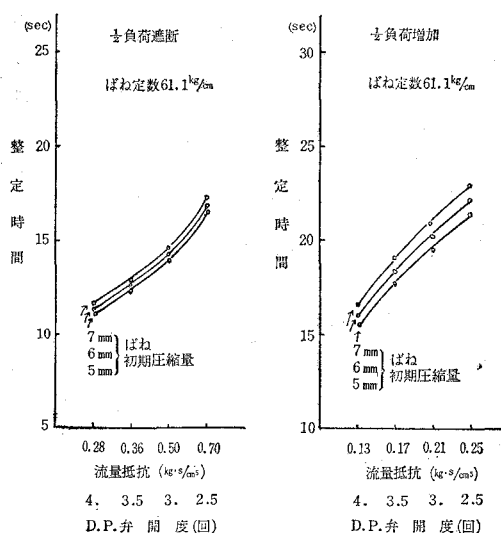 (sec)
½負荷遮断
ばね定数61.1kg/cm
25
20
15
10
5
整定時間
7mm
6mm
5mm
ばね
初期圧縮量
0.28 0.36 0.50 0.70
流量抵抗 (kg·s/cm⁵)
4. 3.5 3. 2.5
D.P.弁開度(回)
(sec)
½負荷増加
ばね定数61.1kg/cm
30
25
20
15
10
整定時間
7mm
6mm
5mm
ばね
初期圧縮量
0.13 0.17 0.21 0.25
流量抵抗 (kg·s/cm⁵)
4. 3.5 3. 2.5
D.P.弁開度(回)